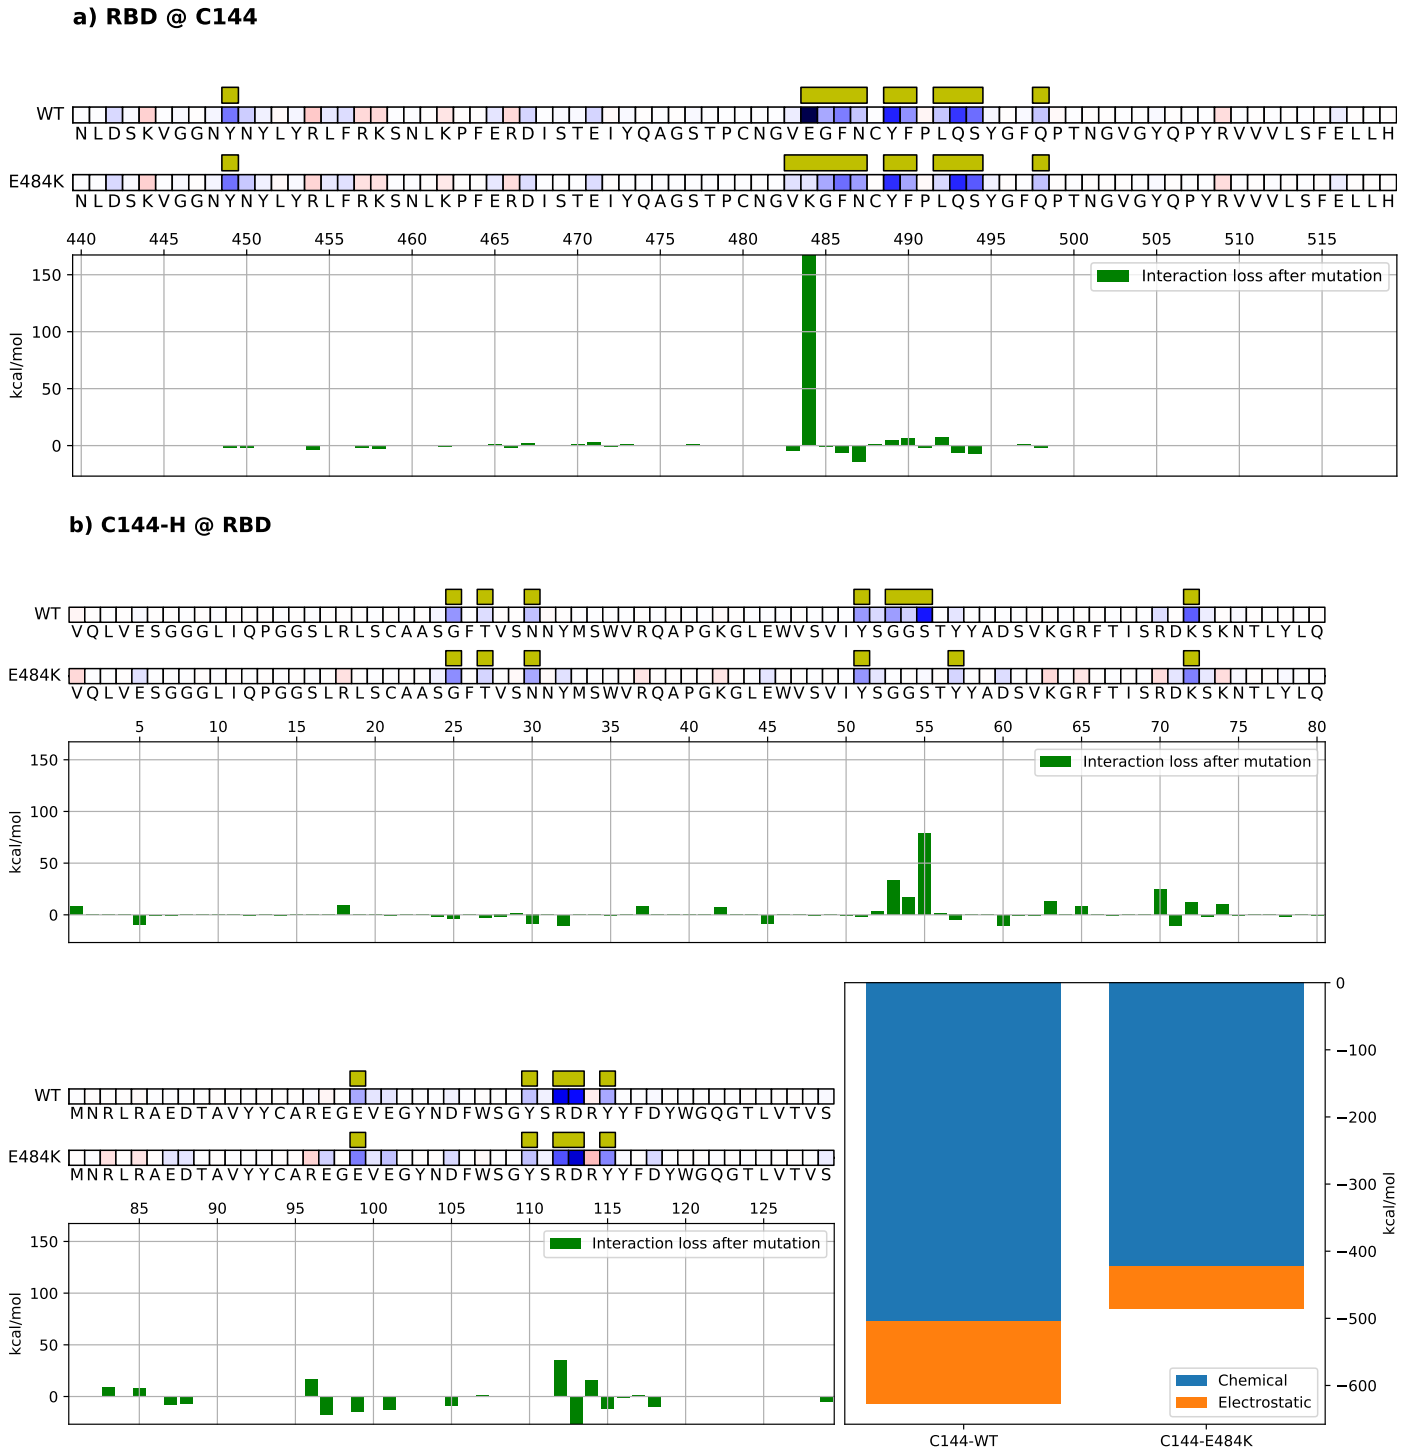 a) RBD @ C144
WT
N L D S K V G G N Y N Y L Y R L F R K S N L K P F E R D I S T E I Y Q A G S T P C N G V E G F N C Y F P L Q S Y G F Q P T N G V G Y Q P Y R V V V L S F E L L H
E484K
N L D S K V G G N Y N Y L Y R L F R K S N L K P F E R D I S T E I Y Q A G S T P C N G V K G F N C Y F P L Q S Y G F Q P T N G V G Y Q P Y R V V V L S F E L L H
440 445 450 455 460 465 470 475 480 485 490 495 500 505 510 515
150
100
50
0
kcal/mol
Interaction loss after mutation
b) C144-H @ RBD
WT
V Q L V E S G G G L I Q P G G S L R L S C A A S G F T V S N N Y M S W V R Q A P G K G L E W V S V I Y S G G S T Y Y A D S V K G R F T I S R D K S K N T L Y L Q
E484K
V Q L V E S G G G L I Q P G G S L R L S C A A S G F T V S N N Y M S W V R Q A P G K G L E W V S V I Y S G G S T Y Y A D S V K G R F T I S R D K S K N T L Y L Q
5 10 15 20 25 30 35 40 45 50 55 60 65 70 75 80
150
100
50
0
kcal/mol
Interaction loss after mutation
WT
M N R L R A E D T A V Y Y C A R E G E V E G Y N D F W S G Y S R D R Y Y F D Y W G Q G T L V T V S
E484K
M N R L R A E D T A V Y Y C A R E G E V E G Y N D F W S G Y S R D R Y Y F D Y W G Q G T L V T V S
85 90 95 100 105 110 115 120 125
150
100
50
0
kcal/mol
Interaction loss after mutation
0
−100
−200
−300
−400
−500
−600
kcal/mol
Chemical
Electrostatic
C144-WT C144-E484K